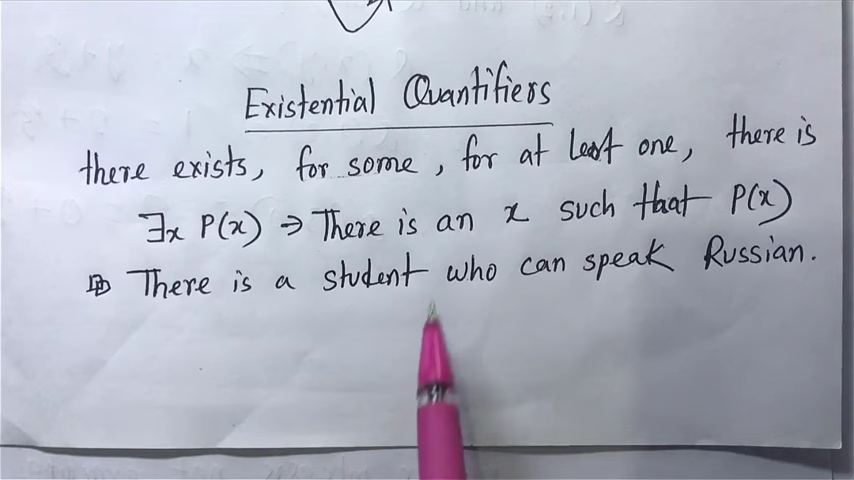 Existential Quantifiers
there exists, for some, for at least one, there is
∃x P(x) → There is an x such that P(x)
There is a student who can speak Russian.